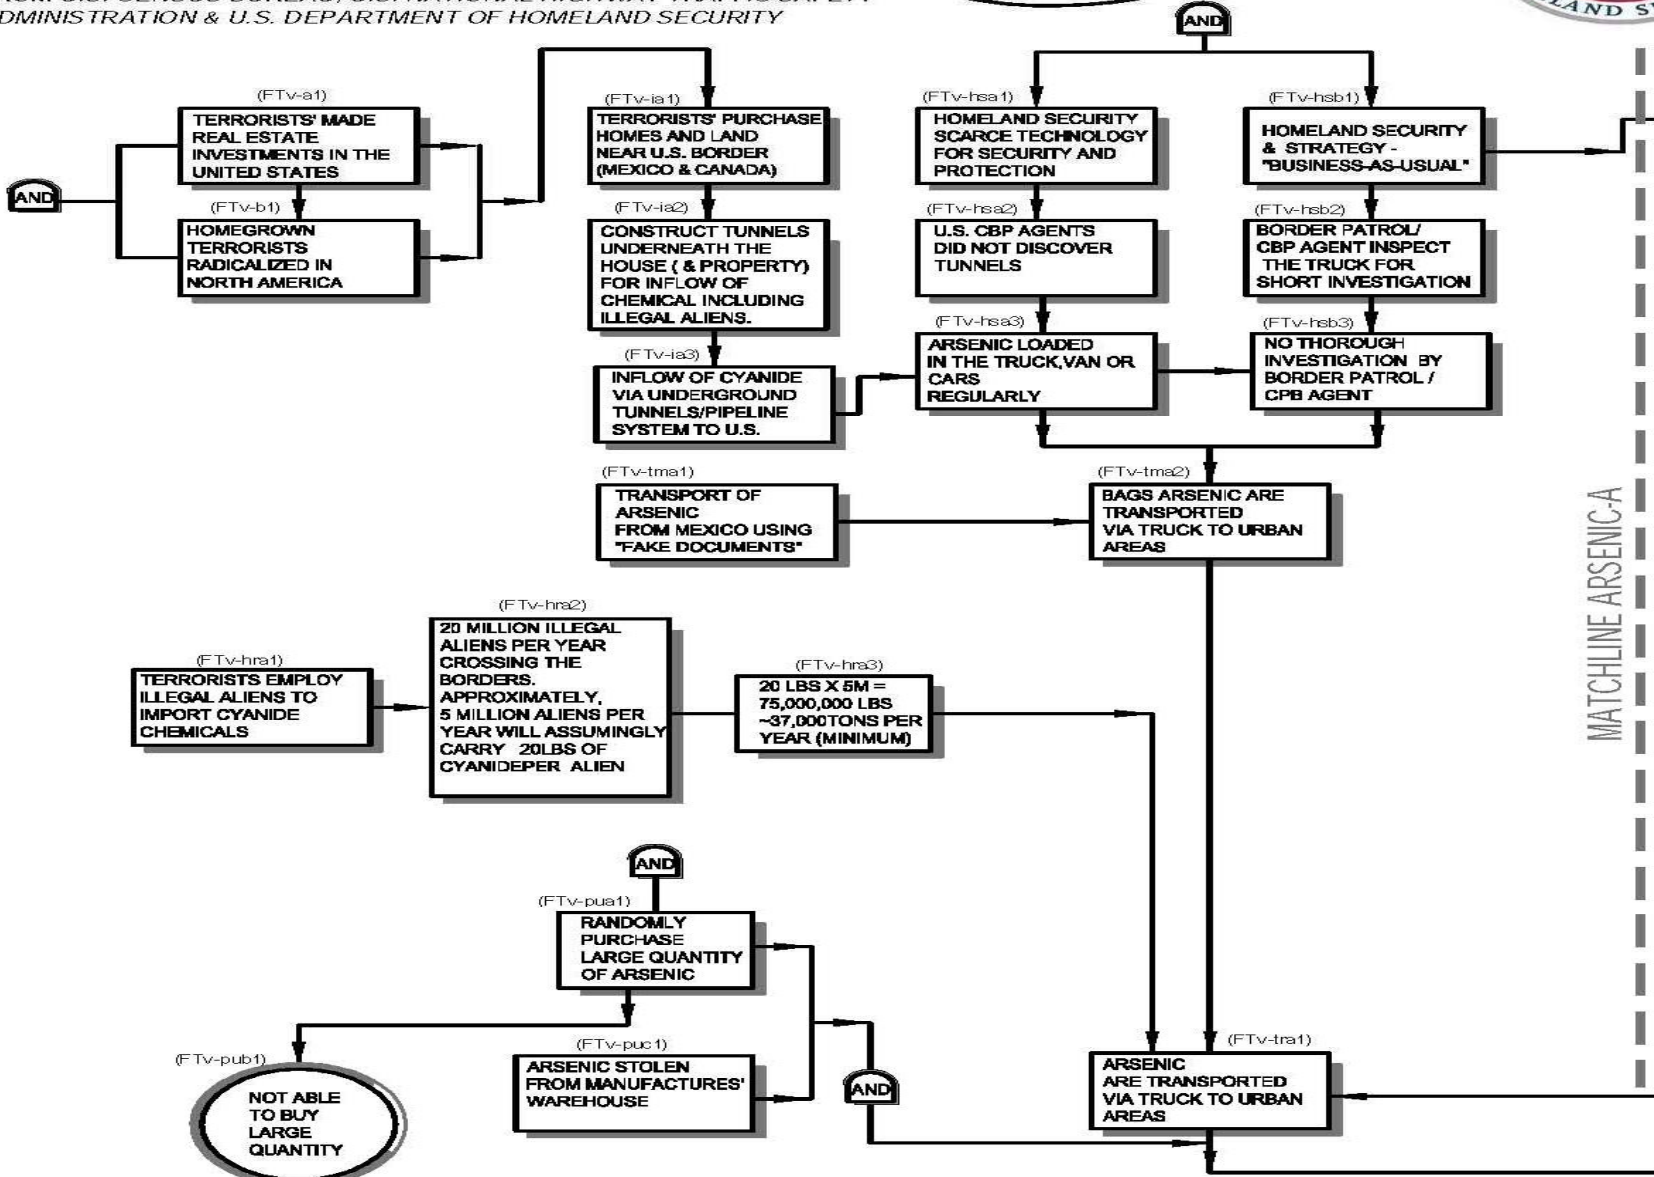 ADMINISTRATION & U.S. DEPARTMENT OF HOMELAND SECURITY
AND
(FTv-a1)
TERRORISTS' MADE
REAL ESTATE
INVESTMENTS IN THE
UNITED STATES
AND
(FTv-b1)
HOMEGROWN
TERRORISTS
RADICALIZED IN
NORTH AMERICA
(FTv-ia1)
TERRORISTS' PURCHASE
HOMES AND LAND
NEAR U.S. BORDER
(MEXICO & CANADA)
(FTv-ia2)
CONSTRUCT TUNNELS
UNDERNEATH THE
HOUSE ( & PROPERTY)
FOR INFLOW OF
CHEMICAL INCLUDING
ILLEGAL ALIENS.
(FTv-ia3)
INFLOW OF CYANIDE
VIA UNDERGROUND
TUNNELS/PIPELINE
SYSTEM TO U.S.
(FTv-hsa1)
HOMELAND SECURITY
SCARCE TECHNOLOGY
FOR SECURITY AND
PROTECTION
(FTv-hsa2)
U.S. CBP AGENTS
DID NOT DISCOVER
TUNNELS
(FTv-hsa3)
ARSENIC LOADED
IN THE TRUCK,VAN OR
CARS
REGULARLY
(FTv-hsb1)
HOMELAND SECURITY
& STRATEGY -
"BUSINESS-AS-USUAL"
(FTv-hsb2)
BORDER PATROL/
CBP AGENT INSPECT
THE TRUCK FOR
SHORT INVESTIGATION
(FTv-hsb3)
NO THOROUGH
INVESTIGATION BY
BORDER PATROL /
CPB AGENT
(FTv-tma1)
TRANSPORT OF
ARSENIC
FROM MEXICO USING
"FAKE DOCUMENTS"
(FTv-tma2)
BAGS ARSENIC ARE
TRANSPORTED
VIA TRUCK TO URBAN
AREAS
MATCHLINE ARSENIC-A
(FTv-hra1)
TERRORISTS EMPLOY
ILLEGAL ALIENS TO
IMPORT CYANIDE
CHEMICALS
(FTv-hra2)
20 MILLION ILLEGAL
ALIENS PER YEAR
CROSSING THE
BORDERS.
APPROXIMATELY,
5 MILLION ALIENS PER
YEAR WILL ASSUMINGLY
CARRY 20LBS OF
CYANIDEPER ALIEN
(FTv-hra3)
20 LBS X 5M =
75,000,000 LBS
~37,000TONS PER
YEAR (MINIMUM)
AND
(FTv-pua1)
RANDOMLY
PURCHASE
LARGE QUANTITY
OF ARSENIC
(FTv-pub1)
NOT ABLE
TO BUY
LARGE
QUANTITY
(FTv-puc1)
ARSENIC STOLEN
FROM MANUFACTURES'
WAREHOUSE
AND
(FTv-tra1)
ARSENIC
ARE TRANSPORTED
VIA TRUCK TO URBAN
AREAS